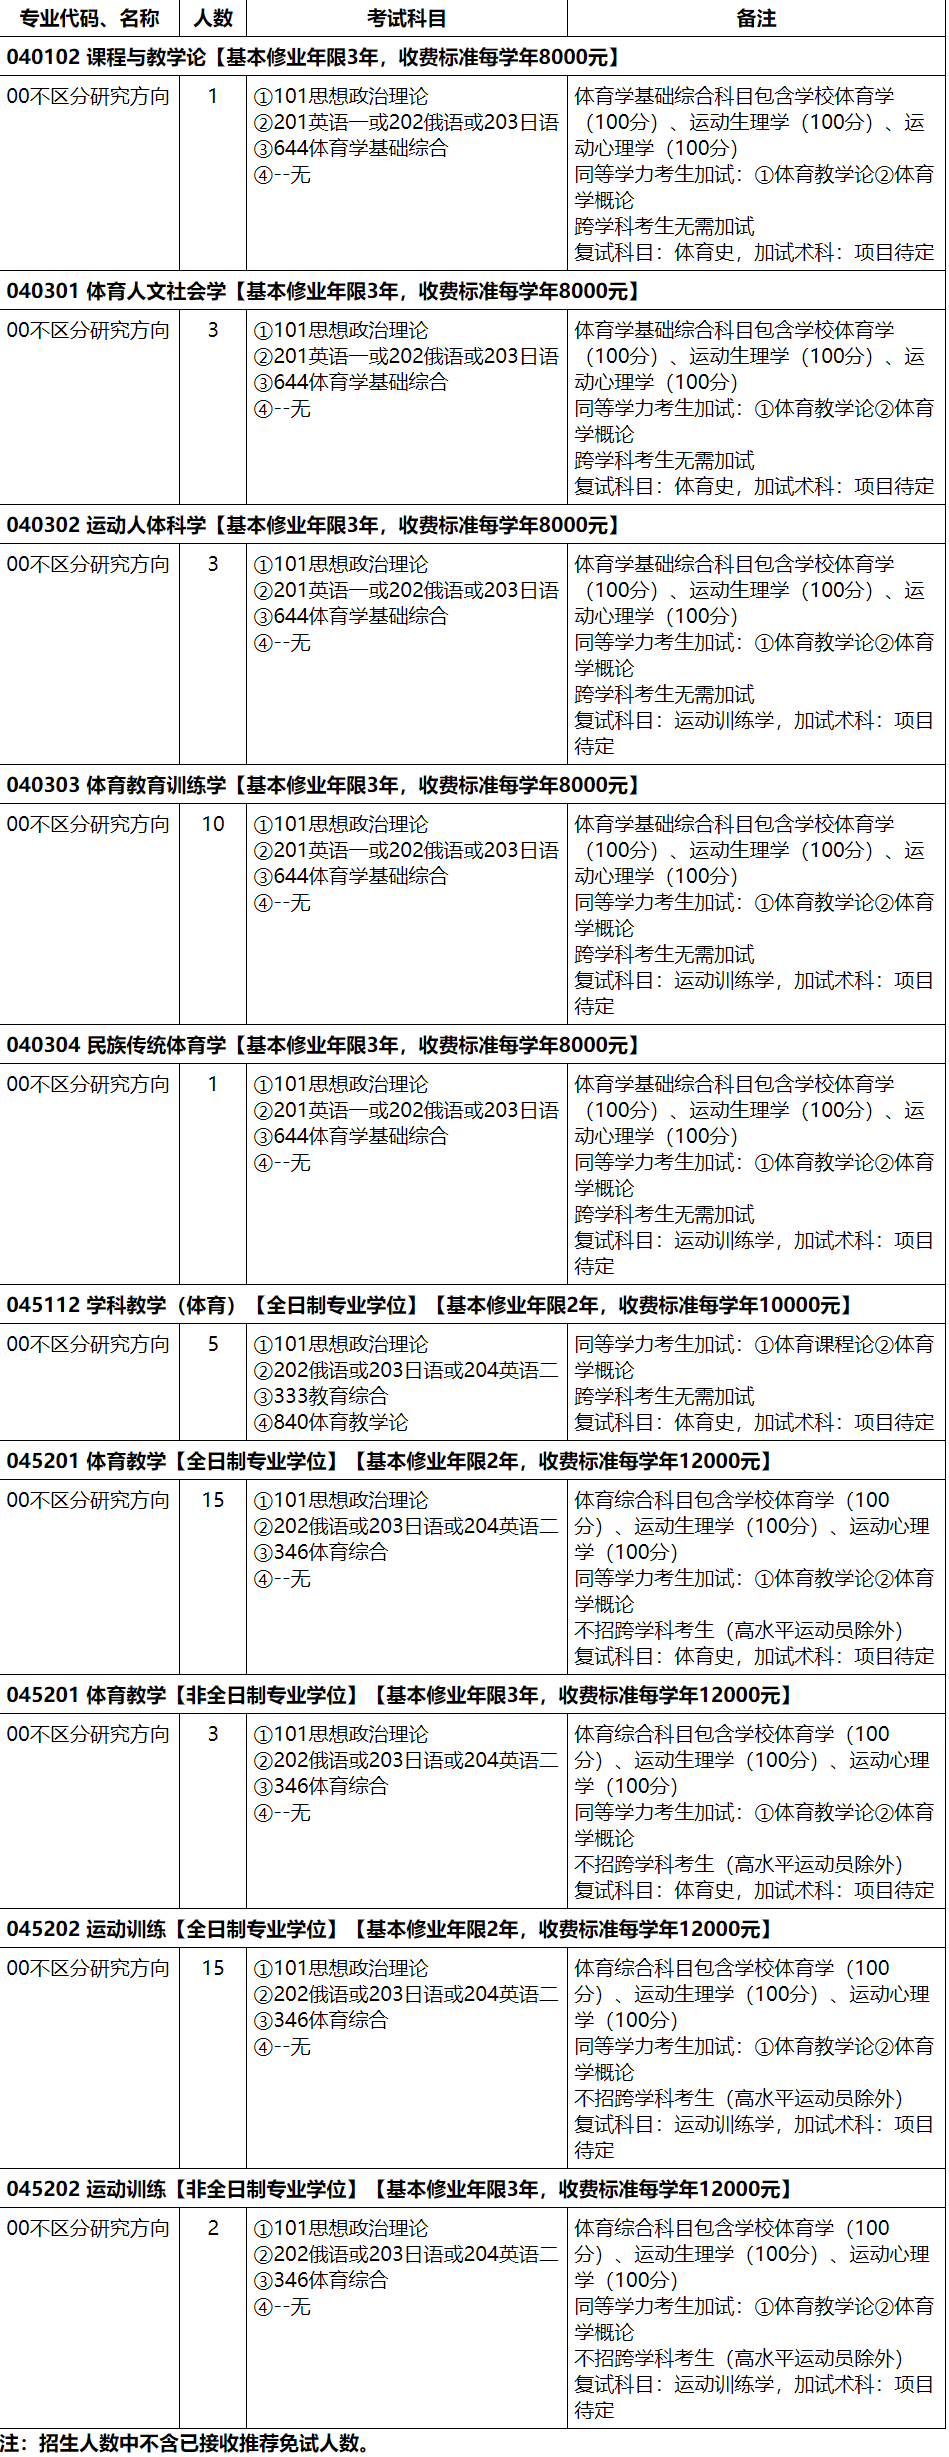 专业代码、名称 人数 考试科目 备注
040102 课程与教学论【基本修业年限3年，收费标准每学年8000元】
00不区分研究方向 1 ①101思想政治理论
②201英语一或202俄语或203日语
③644体育学基础综合
④--无
体育学基础综合科目包含学校体育学
（100分）、运动生理学（100分）、运
动心理学（100分）
同等学力考生加试：①体育教学论②体育
学概论
跨学科考生无需加试
复试科目：体育史，加试术科：项目待定
040301 体育人文社会学【基本修业年限3年，收费标准每学年8000元】
00不区分研究方向 3 ①101思想政治理论
②201英语一或202俄语或203日语
③644体育学基础综合
④--无
体育学基础综合科目包含学校体育学
（100分）、运动生理学（100分）、运
动心理学（100分）
同等学力考生加试：①体育教学论②体育
学概论
跨学科考生无需加试
复试科目：体育史，加试术科：项目待定
040302 运动人体科学【基本修业年限3年，收费标准每学年8000元】
00不区分研究方向 3 ①101思想政治理论
②201英语一或202俄语或203日语
③644体育学基础综合
④--无
体育学基础综合科目包含学校体育学
（100分）、运动生理学（100分）、运
动心理学（100分）
同等学力考生加试：①体育教学论②体育
学概论
跨学科考生无需加试
复试科目：运动训练学，加试术科：项目
待定
040303 体育教育训练学【基本修业年限3年，收费标准每学年8000元】
00不区分研究方向 10 ①101思想政治理论
②201英语一或202俄语或203日语
③644体育学基础综合
④--无
体育学基础综合科目包含学校体育学
（100分）、运动生理学（100分）、运
动心理学（100分）
同等学力考生加试：①体育教学论②体育
学概论
跨学科考生无需加试
复试科目：运动训练学，加试术科：项目
待定
040304 民族传统体育学【基本修业年限3年，收费标准每学年8000元】
00不区分研究方向 1 ①101思想政治理论
②201英语一或202俄语或203日语
③644体育学基础综合
④--无
体育学基础综合科目包含学校体育学
（100分）、运动生理学（100分）、运
动心理学（100分）
同等学力考生加试：①体育教学论②体育
学概论
跨学科考生无需加试
复试科目：运动训练学，加试术科：项目
待定
045112 学科教学（体育）【全日制专业学位】【基本修业年限2年，收费标准每学年10000元】
00不区分研究方向 5 ①101思想政治理论
②202俄语或203日语或204英语二
③333教育综合
④840体育教学论
同等学力考生加试：①体育课程论②体育
学概论
跨学科考生无需加试
复试科目：体育史，加试术科：项目待定
045201 体育教学【全日制专业学位】【基本修业年限2年，收费标准每学年12000元】
00不区分研究方向 15 ①101思想政治理论
②202俄语或203日语或204英语二
③346体育综合
④--无
体育综合科目包含学校体育学（100
分）、运动生理学（100分）、运动心理
学（100分）
同等学力考生加试：①体育教学论②体育
学概论
不招跨学科考生（高水平运动员除外）
复试科目：体育史，加试术科：项目待定
045201 体育教学【非全日制专业学位】【基本修业年限3年，收费标准每学年12000元】
00不区分研究方向 3 ①101思想政治理论
②202俄语或203日语或204英语二
③346体育综合
④--无
体育综合科目包含学校体育学（100
分）、运动生理学（100分）、运动心理
学（100分）
同等学力考生加试：①体育教学论②体育
学概论
不招跨学科考生（高水平运动员除外）
复试科目：体育史，加试术科：项目待定
045202 运动训练【全日制专业学位】【基本修业年限2年，收费标准每学年12000元】
00不区分研究方向 15 ①101思想政治理论
②202俄语或203日语或204英语二
③346体育综合
④--无
体育综合科目包含学校体育学（100
分）、运动生理学（100分）、运动心理
学（100分）
同等学力考生加试：①体育教学论②体育
学概论
不招跨学科考生（高水平运动员除外）
复试科目：运动训练学，加试术科：项目
待定
045202 运动训练【非全日制专业学位】【基本修业年限3年，收费标准每学年12000元】
00不区分研究方向 2 ①101思想政治理论
②202俄语或203日语或204英语二
③346体育综合
④--无
体育综合科目包含学校体育学（100
分）、运动生理学（100分）、运动心理
学（100分）
同等学力考生加试：①体育教学论②体育
学概论
不招跨学科考生（高水平运动员除外）
复试科目：运动训练学，加试术科：项目
待定
注：招生人数中不含已接收推荐免试人数。